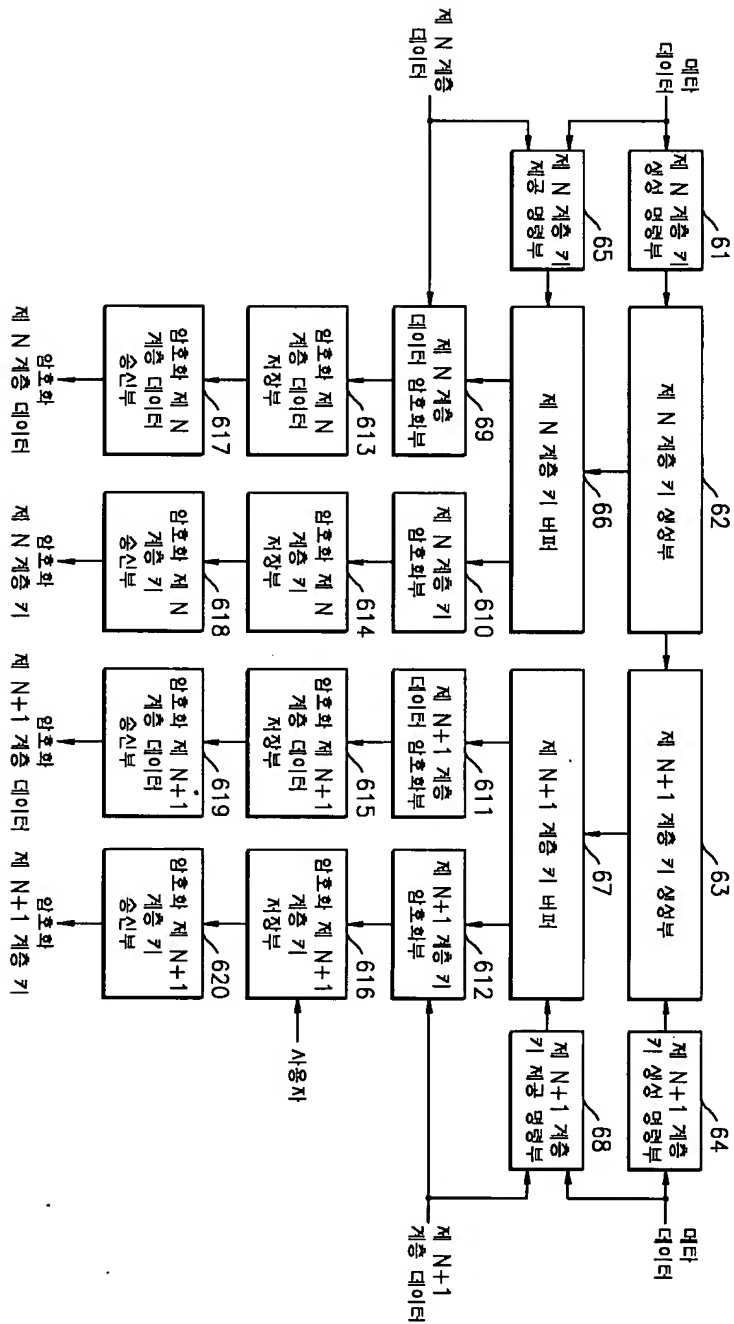 메타
데이터
61
제 N 계층 키
생성 명령부
62
제 N 계층 키 생성부
63
제 N+1 계층 키 생성부
64
제 N+1 계층
키 생성 명령부
메타
데이터
65
제 N 계층 키
제공 명령부
66
제 N 계층 키 버퍼
67
제 N+1 계층 키 버퍼
68
제 N+1 계층
키 제공 명령부
제 N 계층
데이터
69
제 N 계층
데이터 암호화부
610
제 N 계층 키
암호화부
611
제 N+1 계층
데이터 암호화부
612
제 N+1 계층 키
암호화부
제 N+1
계층 데이터
613
암호화 제 N
계층 데이터
저장부
614
암호화 제 N
계층 키
저장부
615
암호화 제 N+1
계층 데이터
저장부
616
암호화 제 N+1
계층 키
저장부
사용자
617
암호화 제 N
계층 데이터
송신부
618
암호화 제 N
계층 키
송신부
619
암호화 제 N+1
계층 데이터
송신부
620
암호화 제 N+1
계층 키
송신부
암호화
제 N 계층 데이터
암호화
제 N 계층 키
암호화
제 N+1 계층 데이터
암호화
제 N+1 계층 키